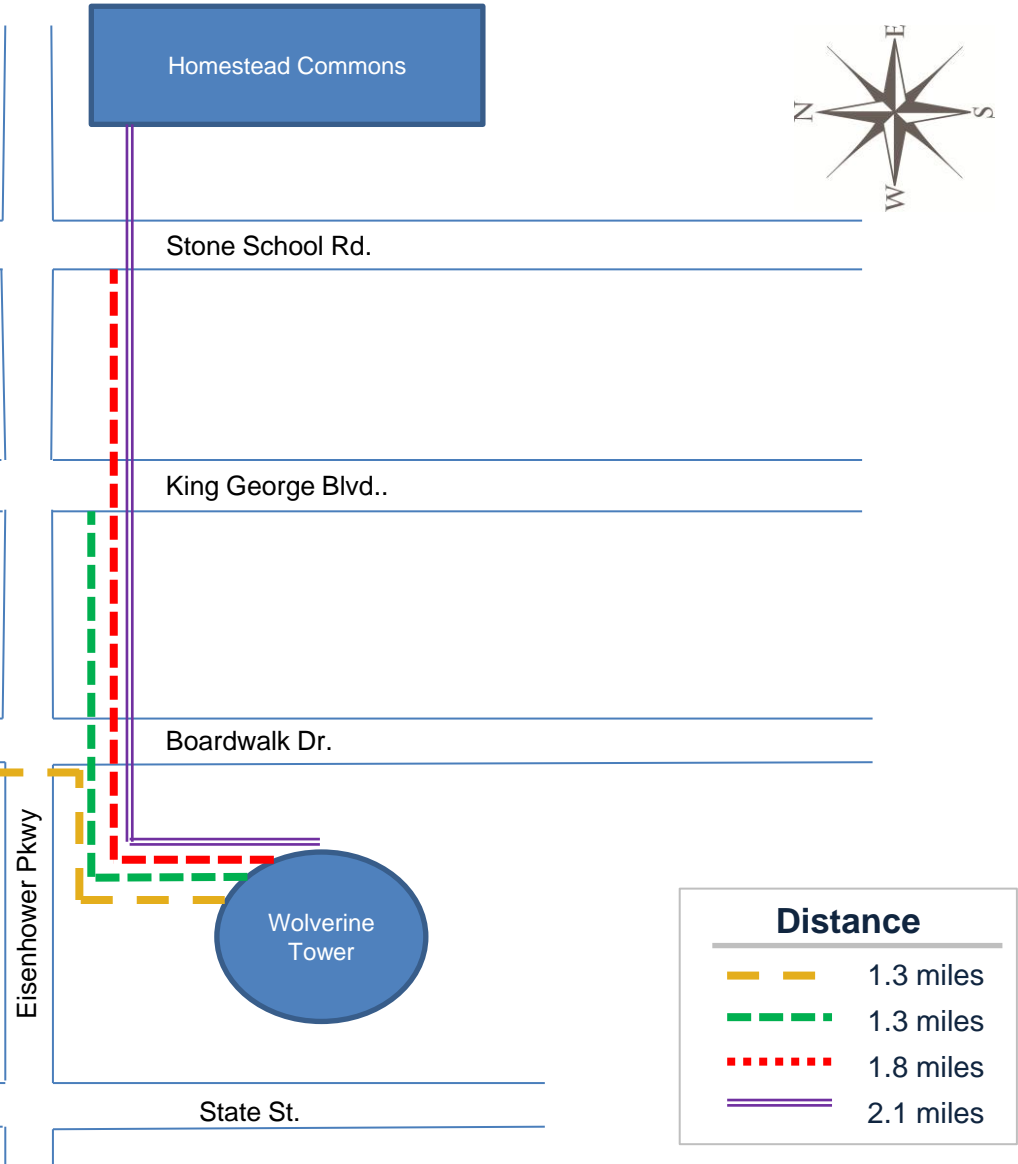 Homestead Commons
E
N
S
W
Stone School Rd.
King George Blvd..
Boardwalk Dr.
Eisenhower Pkwy
Wolverine
Tower
State St.
Distance
1.3 miles
1.3 miles
1.8 miles
2.1 miles